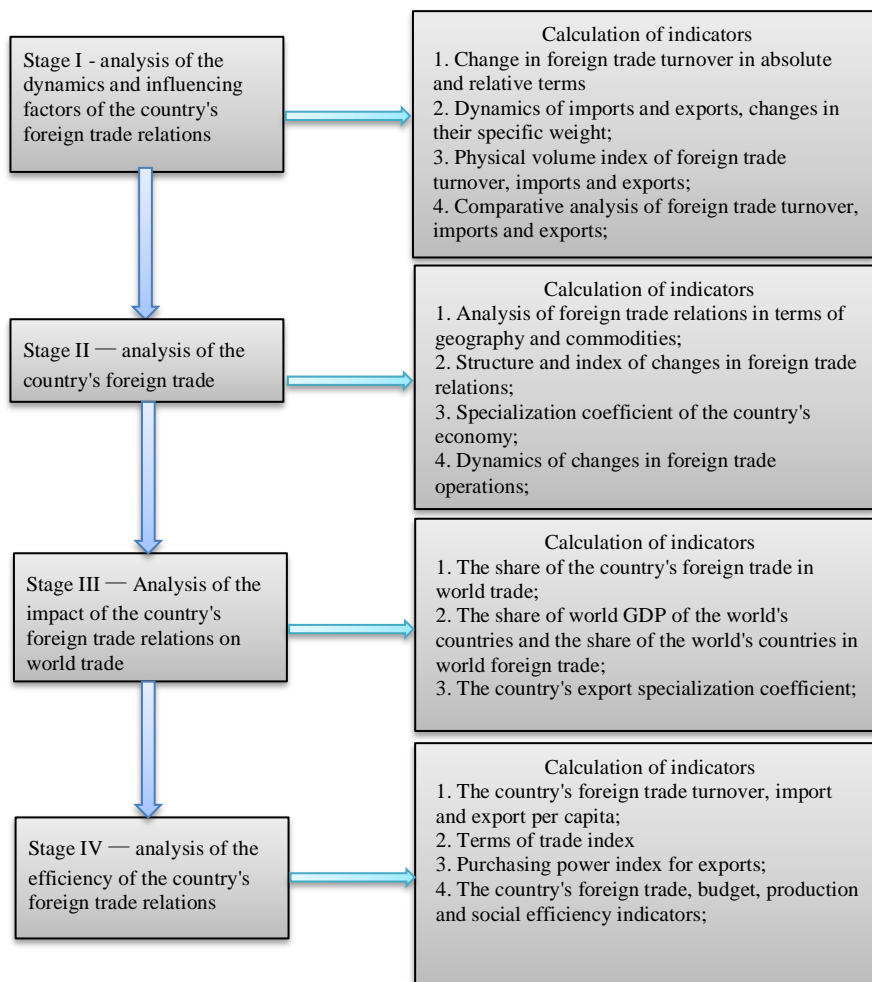 Stage I - analysis of the
dynamics and influencing
factors of the country's
foreign trade relations
Calculation of indicators
1. Change in foreign trade turnover in absolute
and relative terms
2. Dynamics of imports and exports, changes in
their specific weight;
3. Physical volume index of foreign trade
turnover, imports and exports;
4. Comparative analysis of foreign trade turnover,
imports and exports;
Stage II — analysis of the
country's foreign trade
Calculation of indicators
1. Analysis of foreign trade relations in terms of
geography and commodities;
2. Structure and index of changes in foreign trade
relations;
3. Specialization coefficient of the country's
economy;
4. Dynamics of changes in foreign trade
operations;
Stage III — Analysis of the
impact of the country's
foreign trade relations on
world trade
Calculation of indicators
1. The share of the country's foreign trade in
world trade;
2. The share of world GDP of the world's
countries and the share of the world's countries in
world foreign trade;
3. The country's export specialization coefficient;
Stage IV — analysis of the
efficiency of the country's
foreign trade relations
Calculation of indicators
1. The country's foreign trade turnover, import
and export per capita;
2. Terms of trade index
3. Purchasing power index for exports;
4. The country's foreign trade, budget, production
and social efficiency indicators;